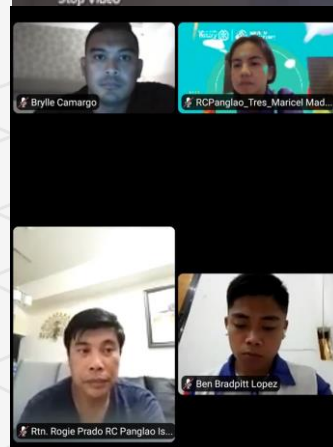 Stop Video
Brylle Camargo
RCPanglao_Tres_Maricel Mad...
Rtn. Rogie Prado RC Panglao Is...
Ben Bradpitt Lopez